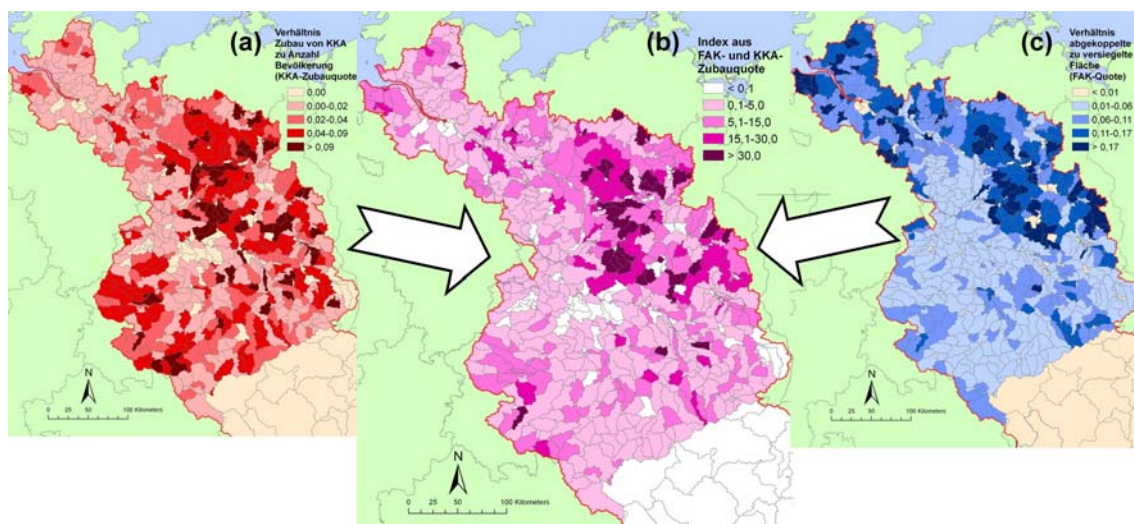 (a)
Verhältnis
Zubau von KKA
zu Anzahl
Bevölkerung
(KKA-Zubauquote)
0,00
0,00-0,02
0,02-0,04
0,04-0,09
> 0,09
N
0 25 50 100 Kilometers
(b)
Index aus
FAK- und KKA-
Zubauquote
< 0,1
0,1-5,0
5,1-15,0
15,1-30,0
> 30,0
N
0 25 50 100 Kilometers
(c)
Verhältnis
abgekoppelte
zu versiegelte
Fläche
(FAK-Quote)
< 0,01
0,01-0,06
0,06-0,11
0,11-0,17
> 0,17
N
0 25 50 100 Kilometers